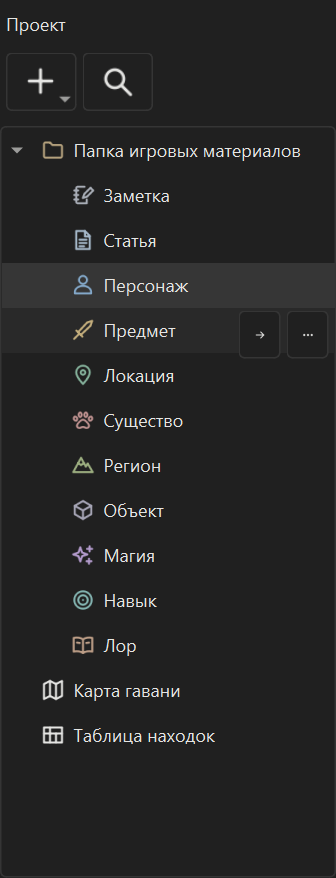 Проект
Папка игровых материалов
Заметка
Статья
Персонаж
Предмет
Локация
Существо
Регион
Объект
Магия
Навык
Лор
Карта гавани
Таблица находок